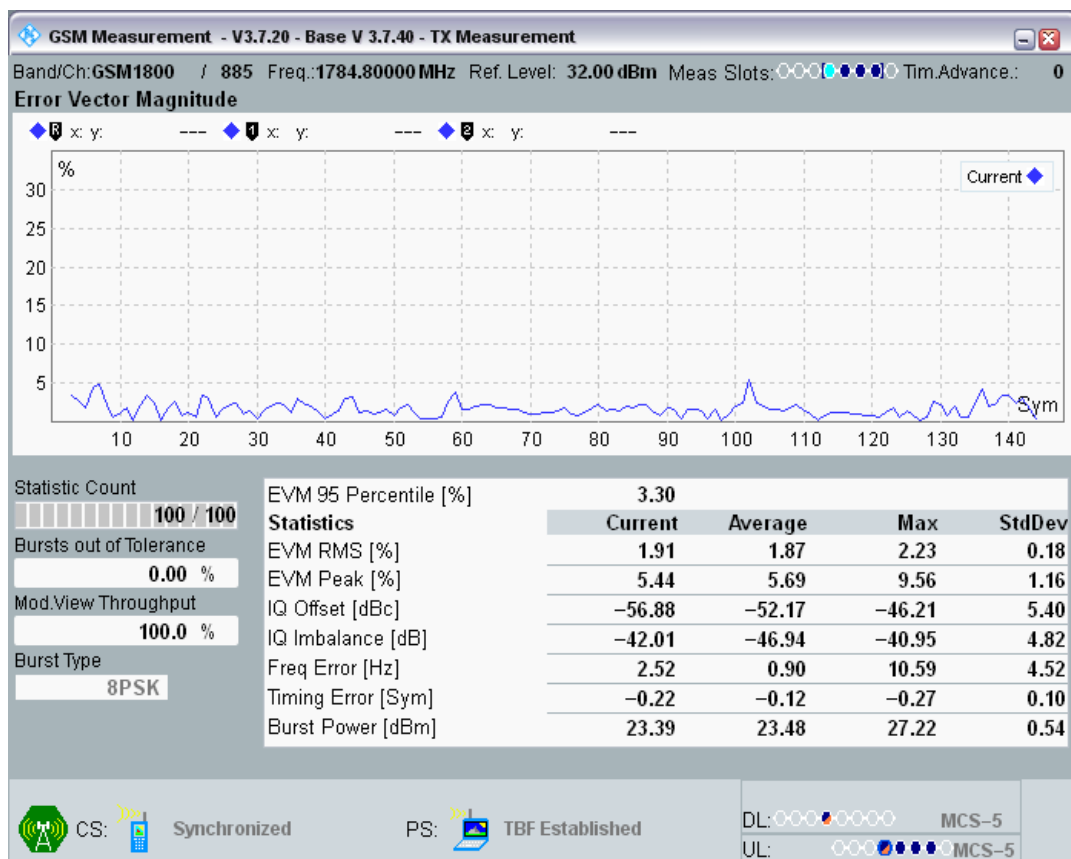 GSM Measurement - V3.7.20 - Base V 3.7.40 - TX Measurement
Band/Ch:GSM1800 / 885 Freq.:1784.80000 MHz Ref. Level: 32.00 dBm Meas Slots: Tim.Advance.: 0
Error Vector Magnitude
R x: y: --- 1 x: y: --- 2 x: y: ---
%
Current
30
25
20
15
10
5
Sym
10 20 30 40 50 60 70 80 90 100 110 120 130 140
Statistic Count
100 / 100
Bursts out of Tolerance
0.00 %
Mod.View Throughput
100.0 %
Burst Type
8PSK
EVM 95 Percentile [%] 3.30
Statistics Current Average Max StdDev
EVM RMS [%] 1.91 1.87 2.23 0.18
EVM Peak [%] 5.44 5.69 9.56 1.16
IQ Offset [dBc] −56.88 −52.17 −46.21 5.40
IQ Imbalance [dB] −42.01 −46.94 −40.95 4.82
Freq Error [Hz] 2.52 0.90 10.59 4.52
Timing Error [Sym] −0.22 −0.12 −0.27 0.10
Burst Power [dBm] 23.39 23.48 27.22 0.54
CS: Synchronized PS: TBF Established
DL: MCS−5
UL: MCS−5